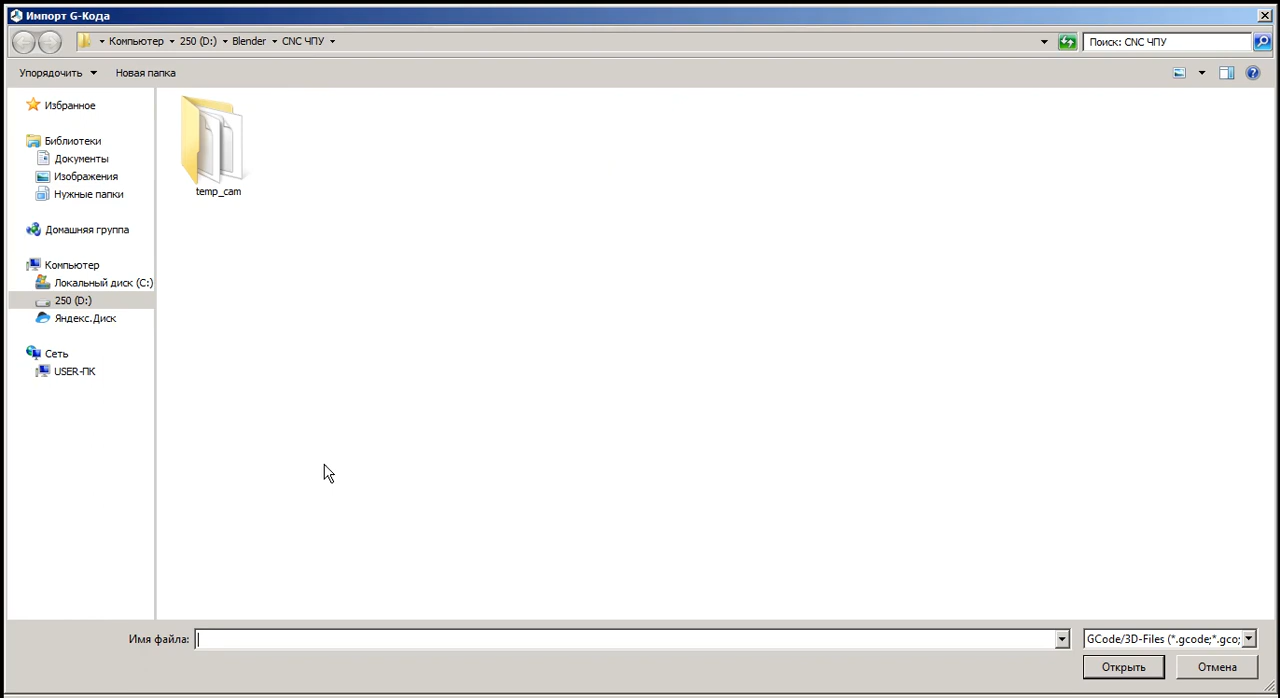 Импорт G-Кода
Компьютер 250 (D:) Blender CNC ЧПУ
Поиск: CNC ЧПУ
Упорядочить Новая папка
Избранное
Библиотеки
Документы
Изображения
Нужные папки
Домашняя группа
Компьютер
Локальный диск (C:)
250 (D:)
Яндекс.Диск
Сеть
USER-ПК
temp_cam
Имя файла:
GCode/3D-Files (*.gcode;*.gco;
Открыть
Отмена